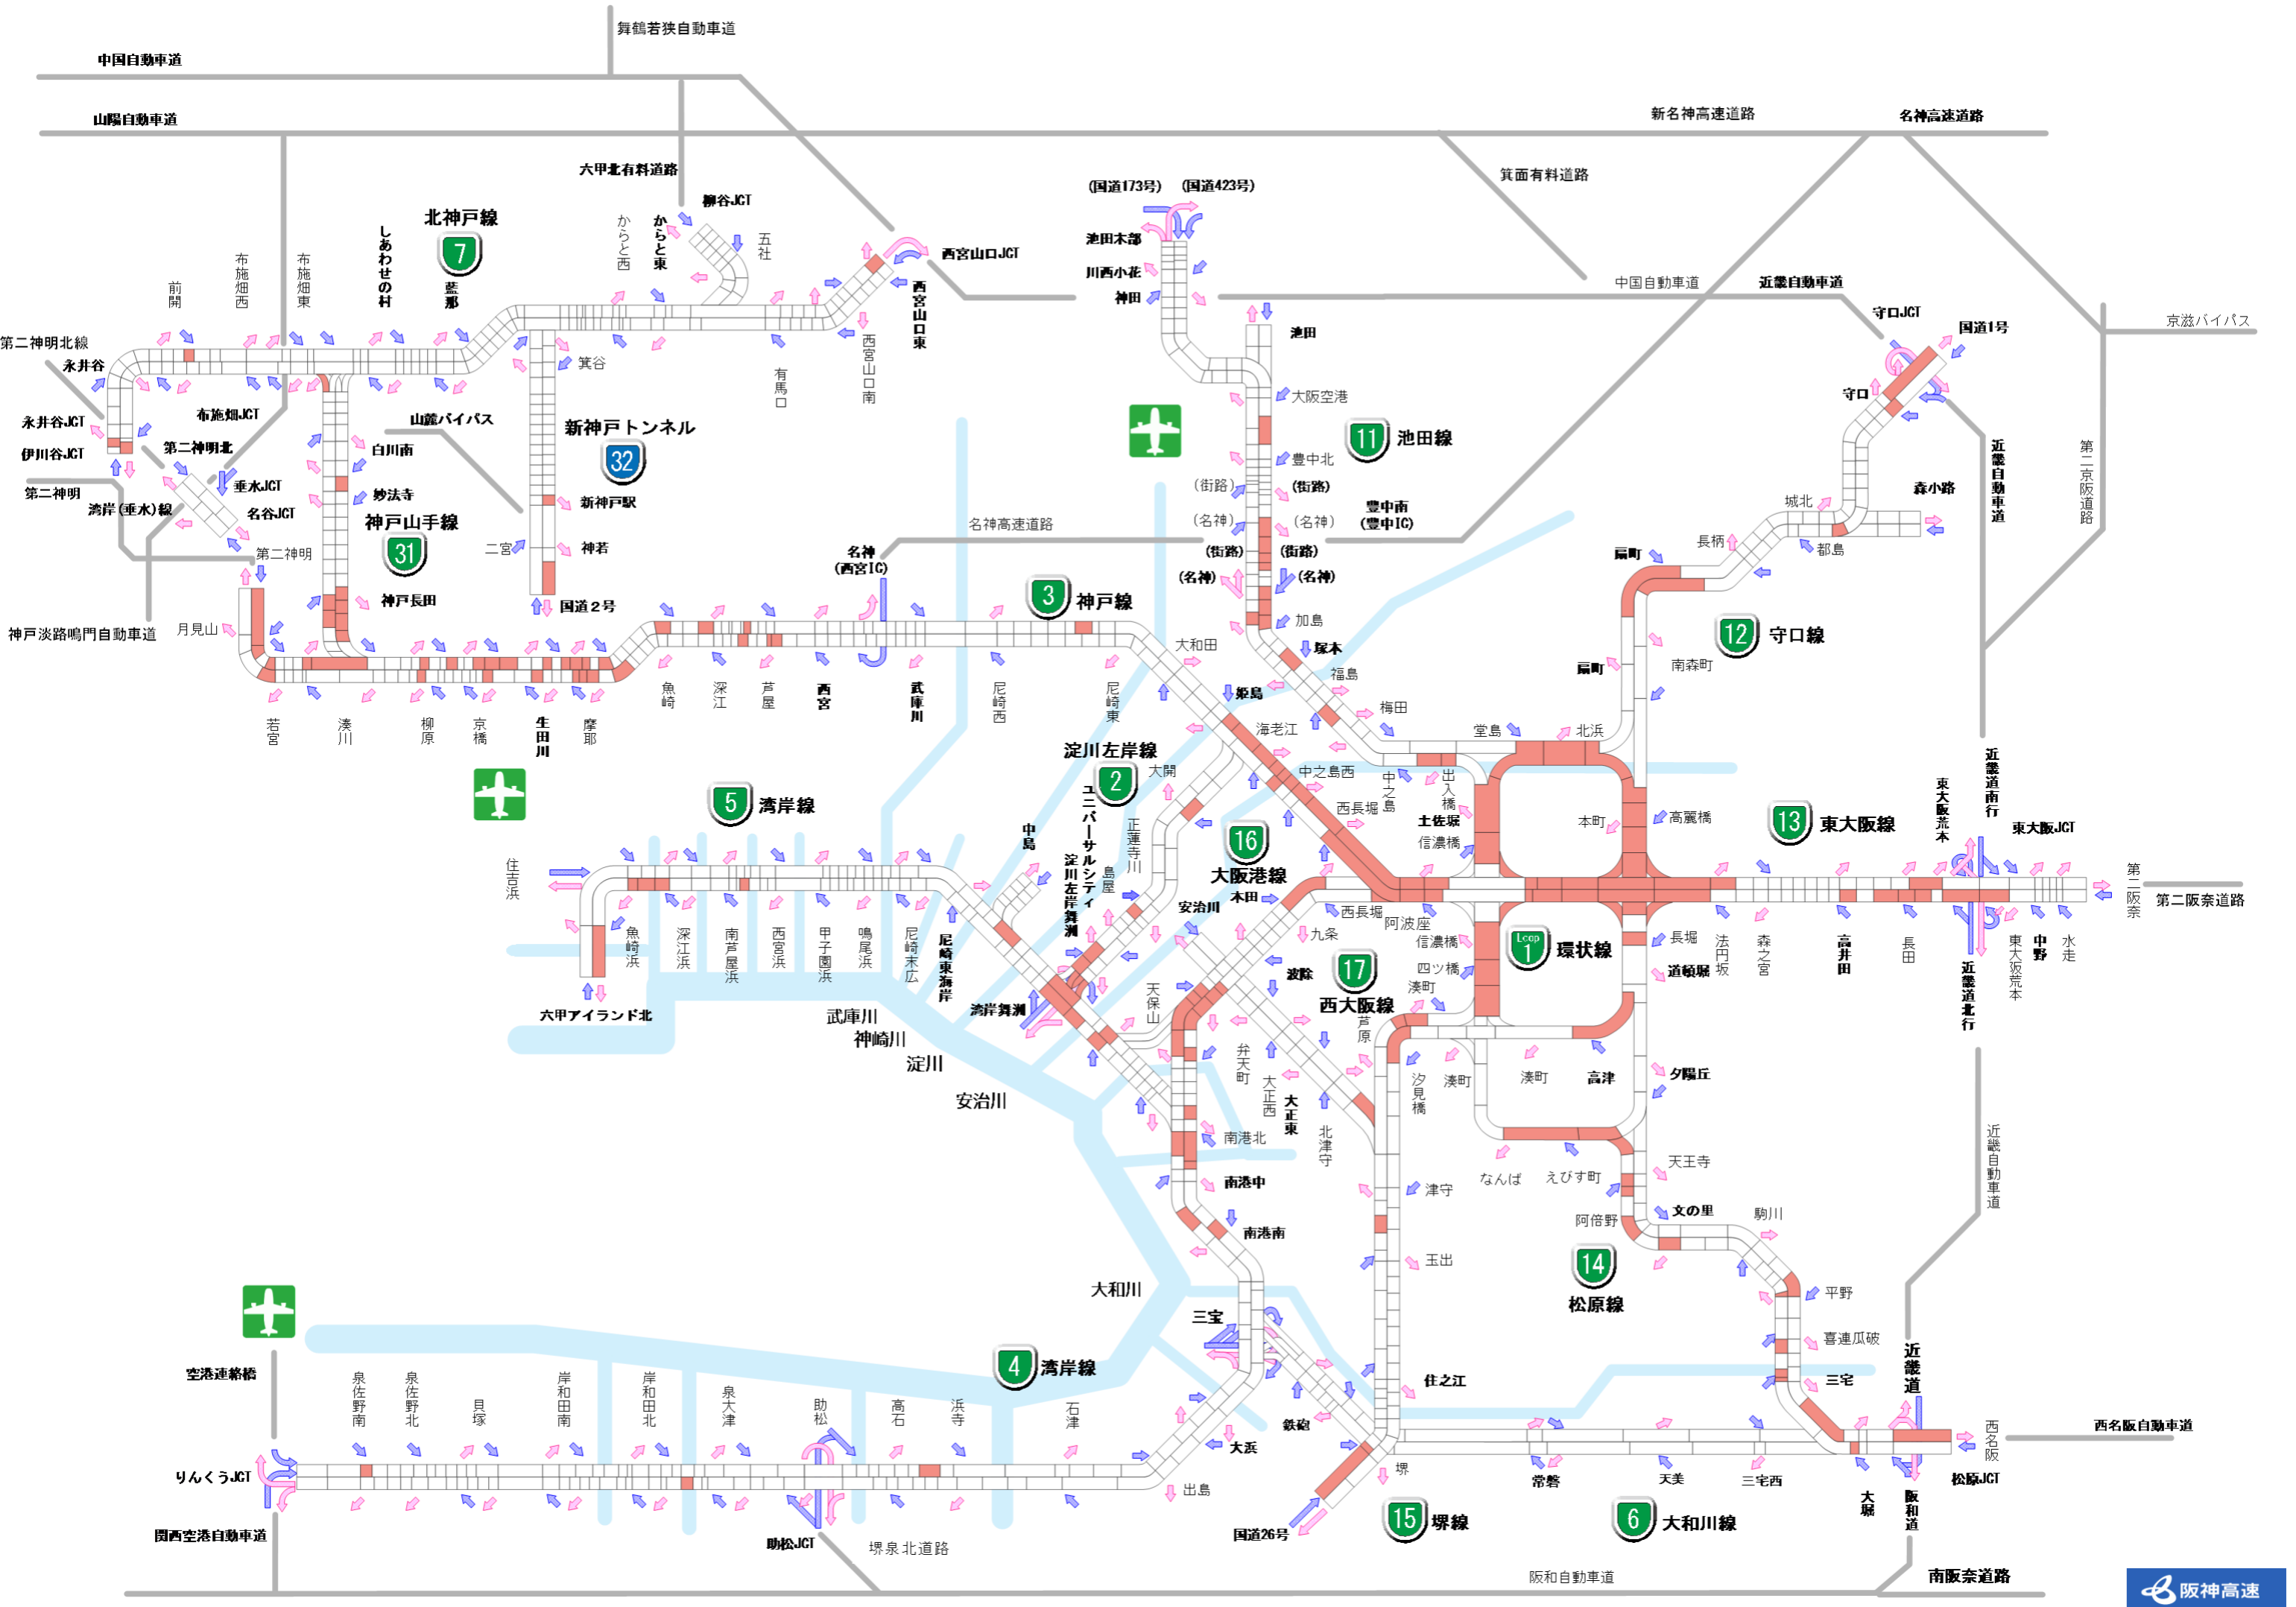 舞鶴若狭自動車道
中国自動車道
山陽自動車道
新名神高速道路
名神高速道路
六甲北有料道路
箕面有料道路
柳谷JCT
(国道173号)
(国道423号)
北神戸線
7
しあわせの村
藍那
布施畑西
布施畑東
前開
からと西
からと東
五社
西宮山口JCT
西宮山口東
西宮山口南
有馬口
池田木部
川西小花
神田
中国自動車道
近畿自動車道
守口JCT
国道1号
京滋バイパス
第二神明北線
永井谷
永井谷JCT
伊川谷JCT
布施畑JCT
第二神明北
第二神明
垂水JCT
湾岸(垂水)線
名谷JCT
第二神明
神戸淡路鳴門自動車道
月見山
箕谷
山麓バイパス
新神戸トンネル
32
白川南
妙法寺
神戸山手線
31
神戸長田
新神戸駅
二宮
神若
国道2号
池田
大阪空港
11
池田線
豊中北
(街路)
(街路)
豊中南
(豊中IC)
(名神)
(名神)
(街路)
(街路)
(名神)
(名神)
名神高速道路
名神
(西宮IC)
加島
塚本
福島
梅田
守口
森小路
城北
都島
長柄
扇町
扇町
南森町
12
守口線
近畿自動車道
第二京阪道路
3
神戸線
大和田
姫島
海老江
中之島西
西長堀
若宮
湊川
柳原
京橋
生田川
摩耶
魚崎
深江
芦屋
西宮
武庫川
尼崎西
尼崎東
淀川左岸線
2
大開
ユニバーサルシティ
淀川左岸舞洲
正蓮寺川
島屋
中島
5
湾岸線
住吉浜
魚崎浜
深江浜
南芦屋浜
西宮浜
甲子園浜
鳴尾浜
尼崎末広
尼崎東海岸
六甲アイランド北
湾岸舞洲
武庫川
神崎川
淀川
安治川
16
大阪港線
本田
安治川
九条
波除
西長堀
阿波座
17
西大阪線
天保山
弁天町
大正西
大正東
北津守
堂島
北浜
中之島
出入橋
土佐堀
信濃橋
本町
高麗橋
信濃橋
四ツ橋
湊町
芦原
Loop
1
環状線
長堀
道頓堀
13
東大阪線
法円坂
森之宮
高井田
長田
東大阪荒本
近畿道南行
東大阪JCT
近畿道北行
東大阪荒本
中野
水走
第二阪奈
第二阪奈道路
汐見橋
湊町
湊町
高津
夕陽丘
なんば
えびす町
天王寺
阿倍野
文の里
駒川
14
松原線
平野
喜連瓜破
三宅
近畿自動車道
近畿道
南港北
南港中
南港南
津守
玉出
住之江
大和川
三宝
4
湾岸線
空港連絡橋
泉佐野南
泉佐野北
貝塚
岸和田南
岸和田北
泉大津
助松
高石
浜寺
石津
りんくうJCT
関西空港自動車道
助松JCT
堺泉北道路
出島
大浜
鉄砲
堺
国道26号
15
堺線
常磐
天美
三宅西
6
大和川線
大堀
阪和道
松原JCT
西名阪
西名阪自動車道
阪和自動車道
南阪奈道路
阪神高速